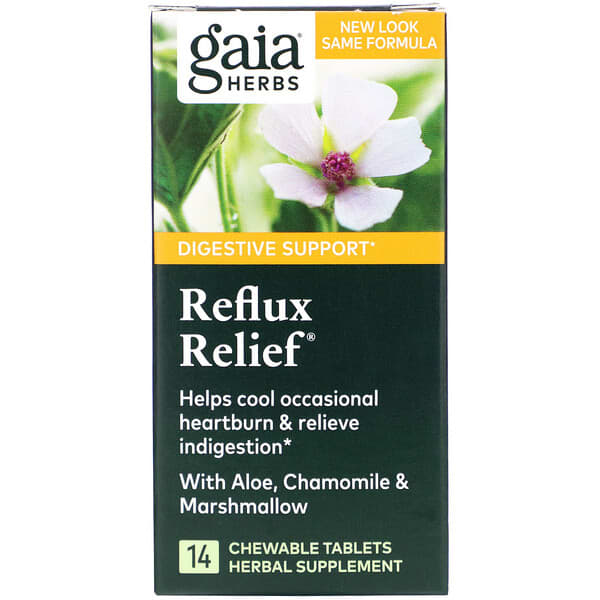 gaia
HERBS
NEW LOOK
SAME FORMULA
DIGESTIVE SUPPORT*
Reflux
Relief®
Helps cool occasional
heartburn & relieve
indigestion*
With Aloe, Chamomile &
Marshmallow
14 CHEWABLE TABLETS
HERBAL SUPPLEMENT